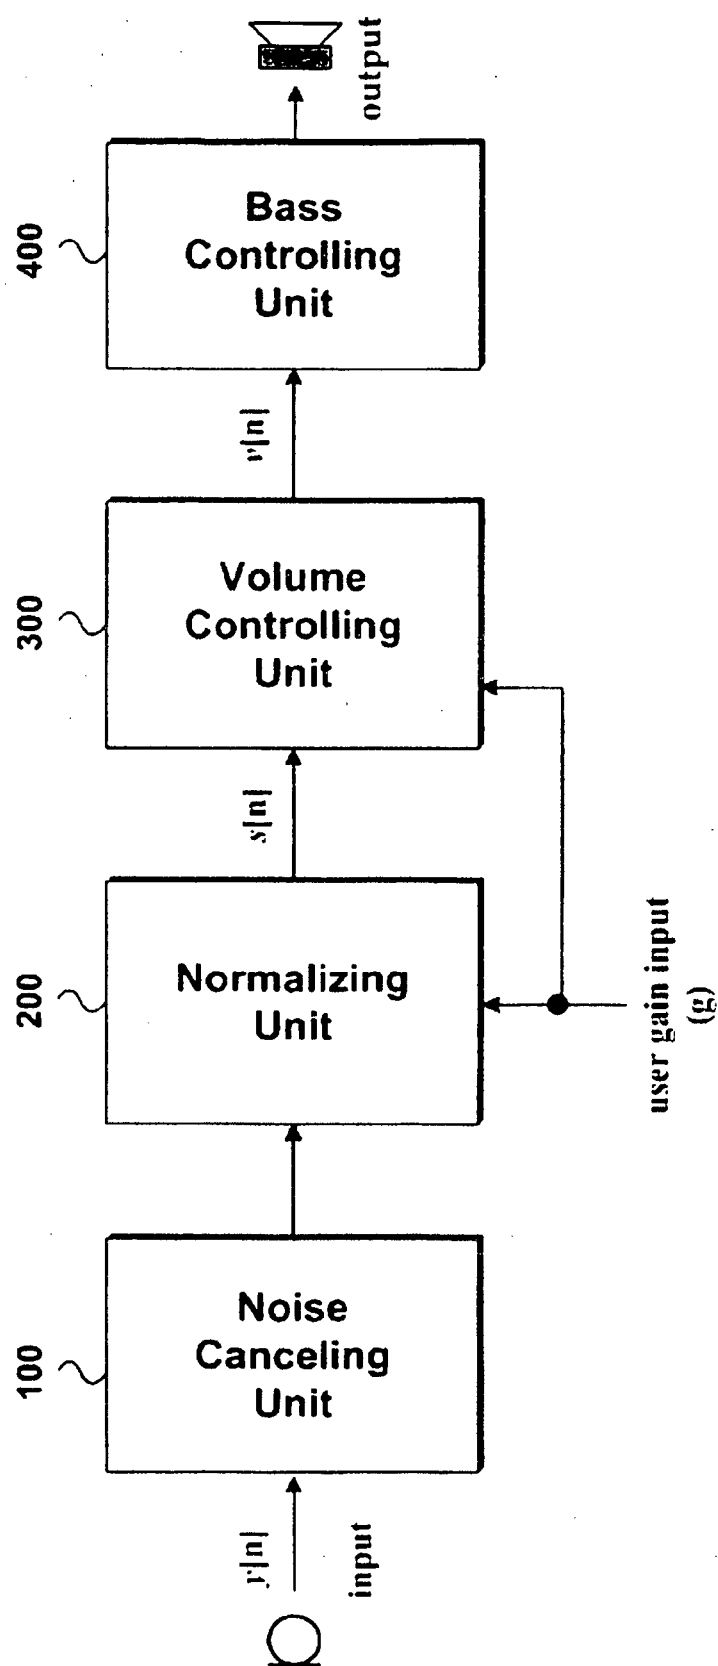 100
Noise
Canceling
Unit
200
Normalizing
Unit
300
Volume
Controlling
Unit
400
Bass
Controlling
Unit
y[n]
input
s[n]
v[n]
output
user gain input
(g)